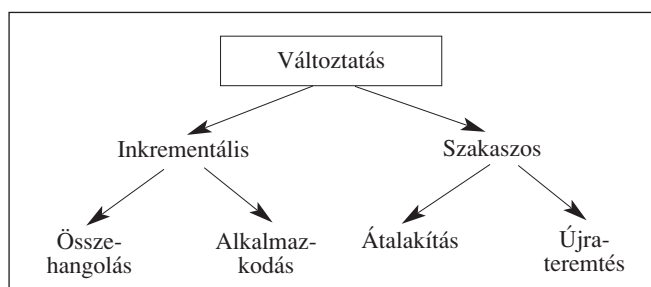 Változtatás
Inkrementális
Szakaszos
Össze-
hangolás
Alkalmaz-
kodás
Átalakítás
Újra-
teremtés